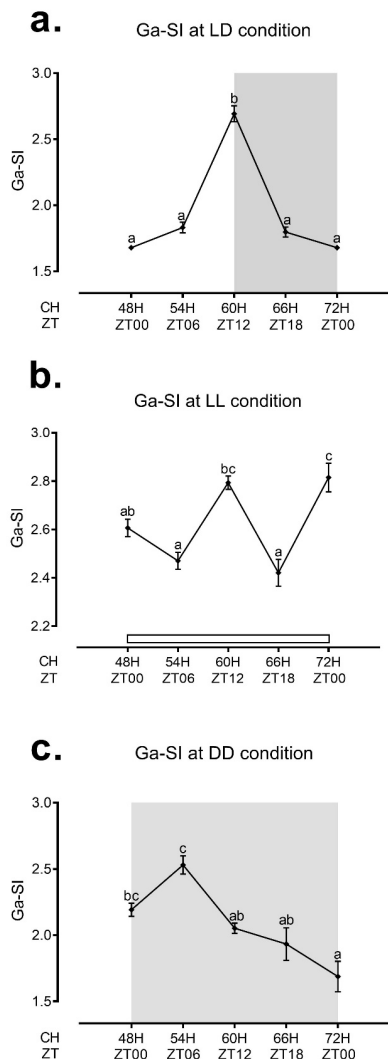 a.
Ga-SI at LD condition
3.0
2.5
2.0
1.5
Ga-SI
a
a
b
a
a
CH 48H 54H 60H 66H 72H
ZT ZT00 ZT06 ZT12 ZT18 ZT00
b.
Ga-SI at LL condition
3.0
2.8
2.6
2.4
2.2
Ga-SI
ab
a
bc
a
c
CH 48H 54H 60H 66H 72H
ZT ZT00 ZT06 ZT12 ZT18 ZT00
c.
Ga-SI at DD condition
3.0
2.5
2.0
1.5
Ga-SI
bc
c
ab
ab
a
CH 48H 54H 60H 66H 72H
ZT ZT00 ZT06 ZT12 ZT18 ZT00